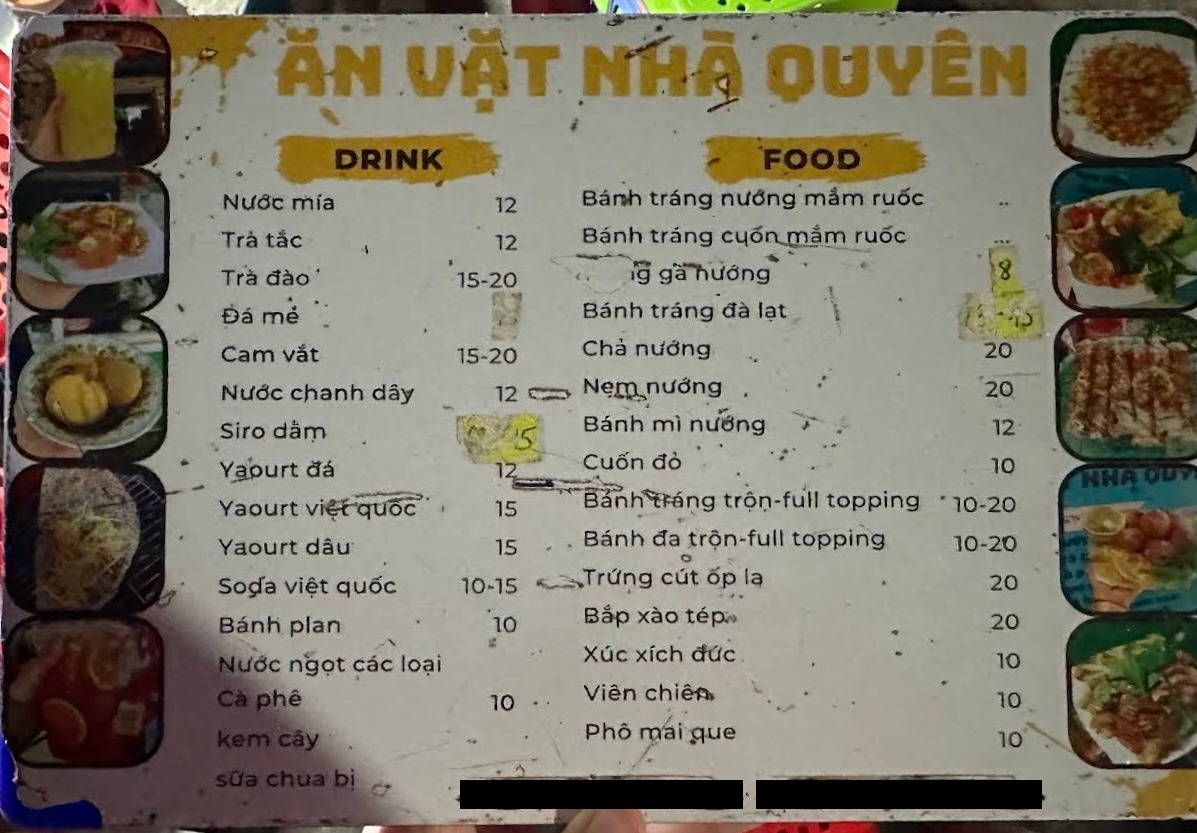 ĂN VẶT NHÀ QUYÊN
DRINK
Nước mía 12
Trà tắc 12
Trà đào 15-20
Đá me
Cam vắt 15-20
Nước chanh dây 12
Siro dầm 15
Yaourt đá 12
Yaourt việt quốc 15
Yaourt dâu 15
Soda việt quốc 10-15
Bánh plan 10
Nước ngọt các loại
Cà phê 10
kem cây
sữa chua bị
FOOD
Bánh tráng nướng mắm ruốc
Bánh tráng cuốn mắm ruốc
gà nướng 8
Bánh tráng đà lạt
Chả nướng 20
Nem nướng 20
Bánh mì nướng 12
Cuốn đỏ 10
Bánh tráng trộn-full topping 10-20
Bánh đa trộn-full topping 10-20
Trứng cút ốp lạ 20
Bắp xào tép 20
Xúc xích đức 10
Viên chiên 10
Phô mai que 10